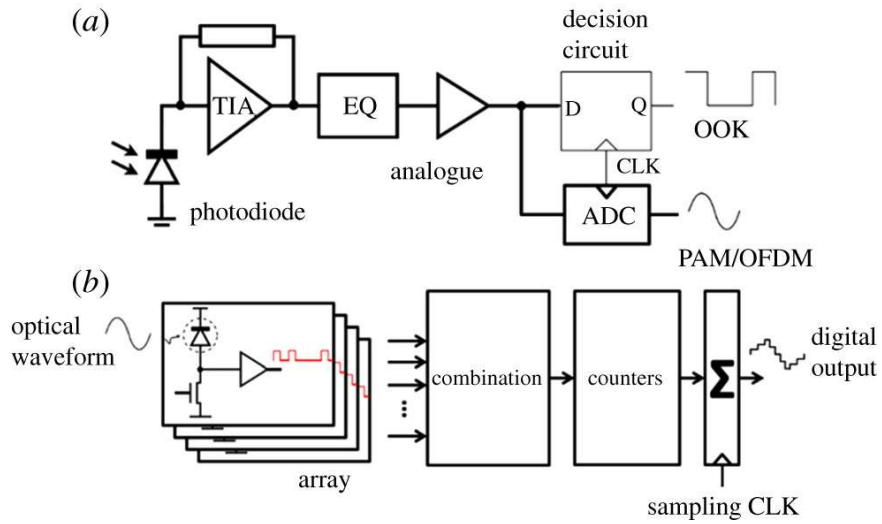 (a)
decision
circuit
TIA
EQ
D
Q
OOK
CLK
analogue
photodiode
ADC
PAM/OFDM
(b)
optical
waveform
combination
counters
Σ
digital
output
array
sampling CLK